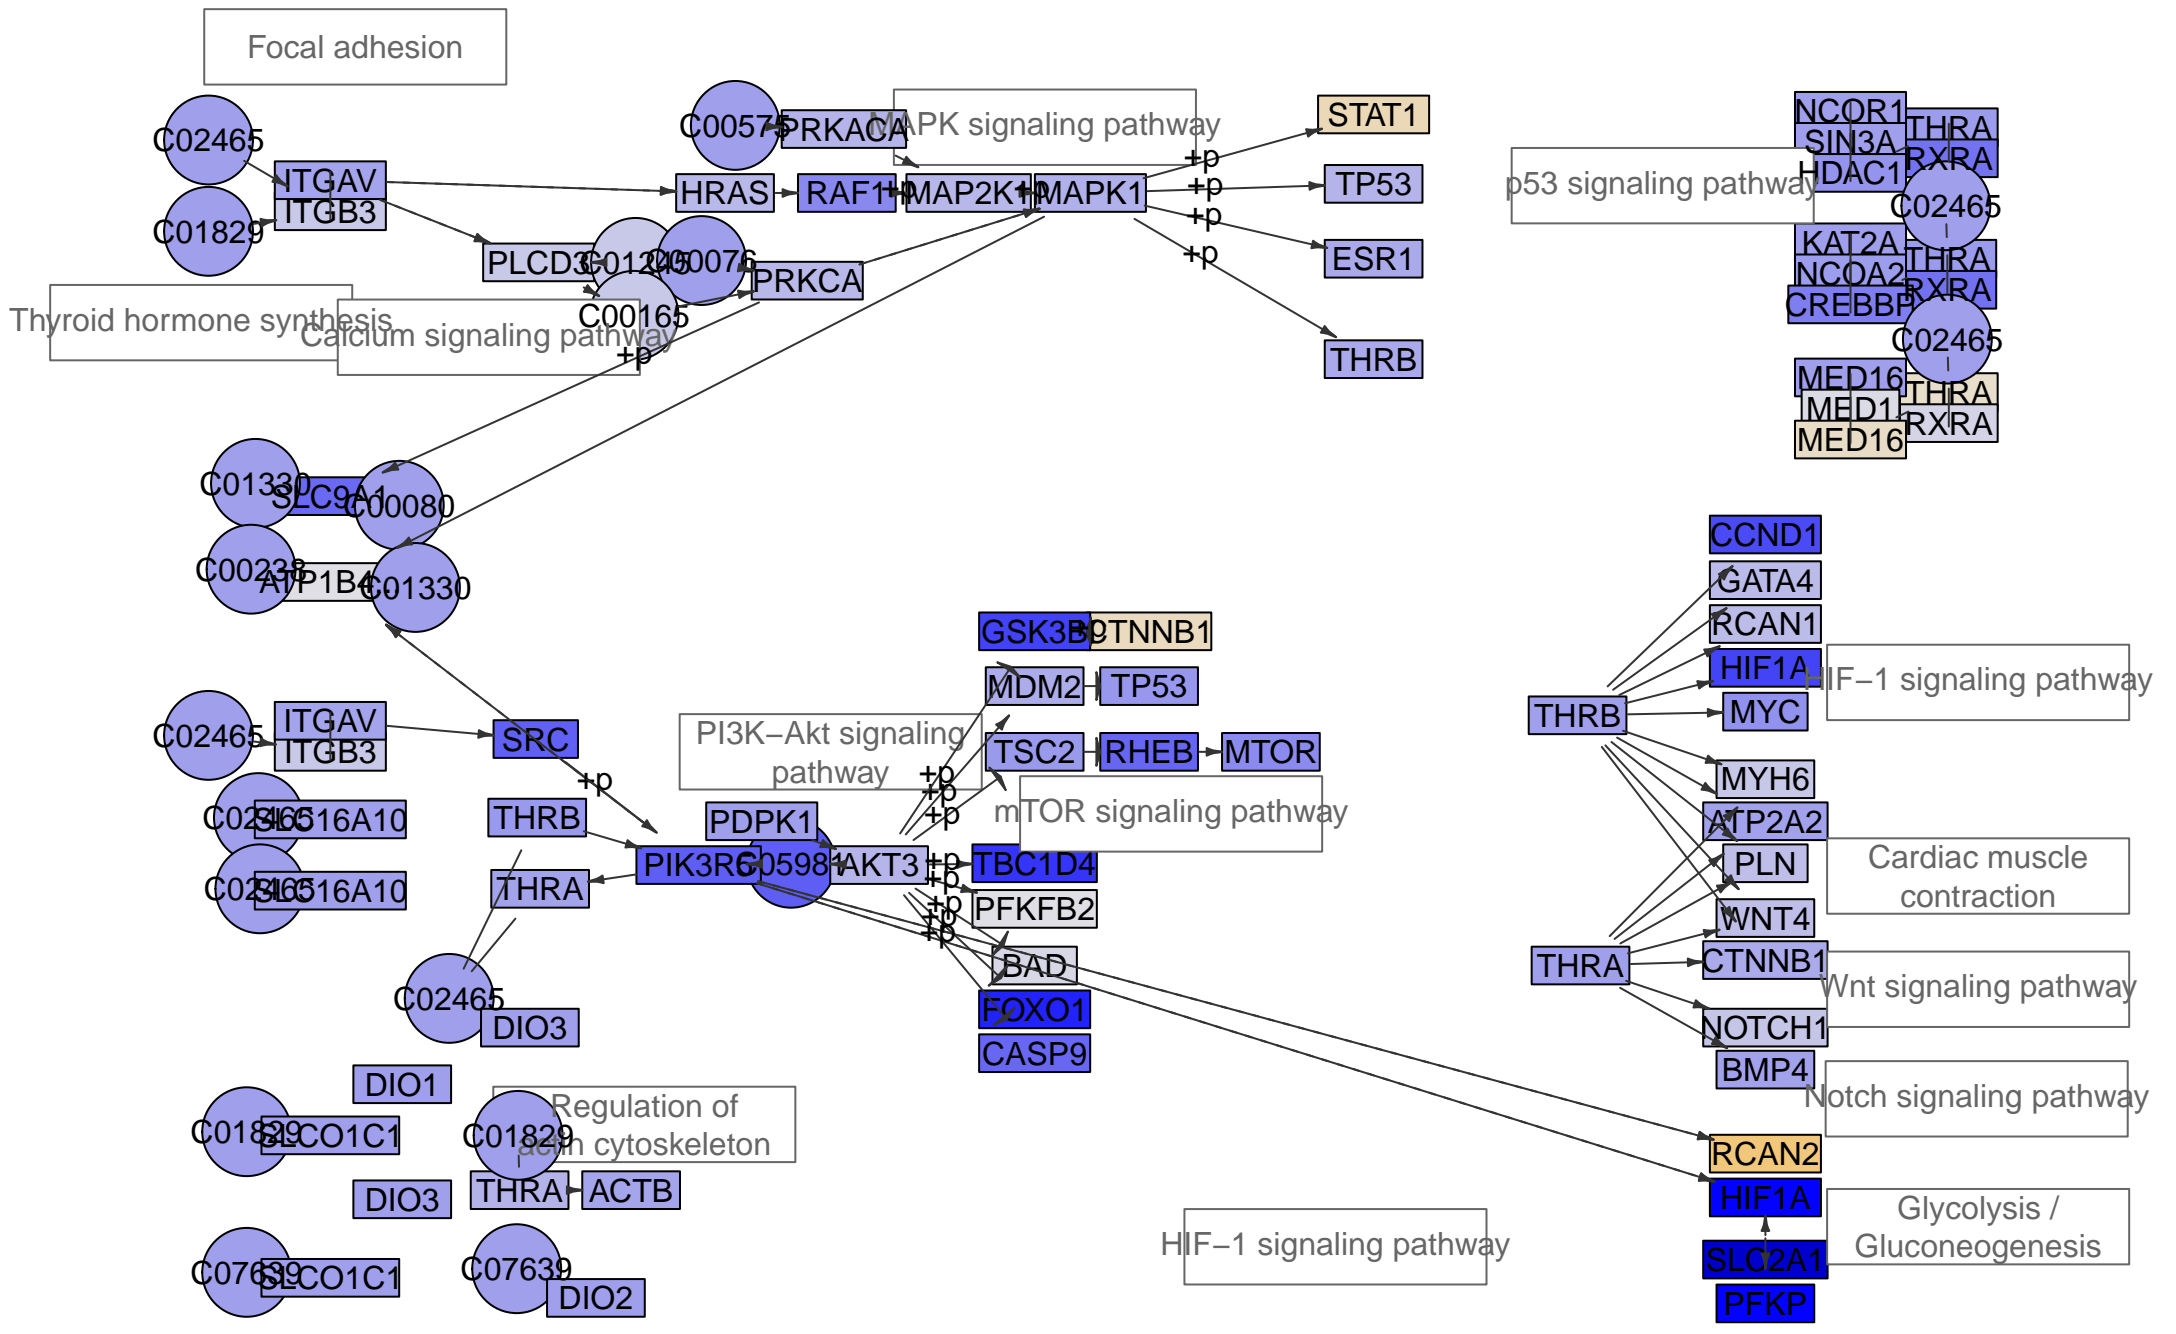 Focal adhesion
C02465
ITGAV
ITGB3
C01829
C00575
PRKACA
MAPK signaling pathway
HRAS
RAF1
+p
MAP2K1
+p
MAPK1
+p
+p
+p
+p
STAT1
TP53
ESR1
THRB
p53 signaling pathway
NCOR1
SIN3A
HDAC1
THRA
RXRA
C02465
KAT2A
NCOA2
CREBBP
THRA
RXRA
C02465
MED16
MED1
MED16
THRA
RXRA
PLCD3
C01245
C00076
C00165
PRKCA
Thyroid hormone synthesis
Calcium signaling pathway
+p
C01330
SLC9A1
C00080
C00238
ATP1B4...
C01330
GSK3B
CTNNB1
MDM2
TP53
TSC2
RHEB
MTOR
PI3K–Akt signaling
pathway
mTOR signaling pathway
C02465
ITGAV
ITGB3
SRC
+p
C02465
SLC16A10
C02465
SLC16A10
THRB
THRA
PDPK1
PIK3R6
C05981
AKT3
+p
+p
+p
+p
+p
+p
+p
+p
TBC1D4
PFKFB2
BAD
FOXO1
CASP9
C02465
DIO3
DIO1
C01829
SLCO1C1
Regulation of
actin cytoskeleton
C01829
DIO3
THRA
ACTB
C07639
SLCO1C1
C07639
DIO2
CCND1
GATA4
RCAN1
HIF1A
HIF–1 signaling pathway
THRB
MYC
MYH6
ATP2A2
PLN
Cardiac muscle
contraction
WNT4
THRA
CTNNB1
Wnt signaling pathway
NOTCH1
BMP4
Notch signaling pathway
RCAN2
HIF1A
Glycolysis /
Gluconeogenesis
HIF–1 signaling pathway
SLC2A1
PFKP